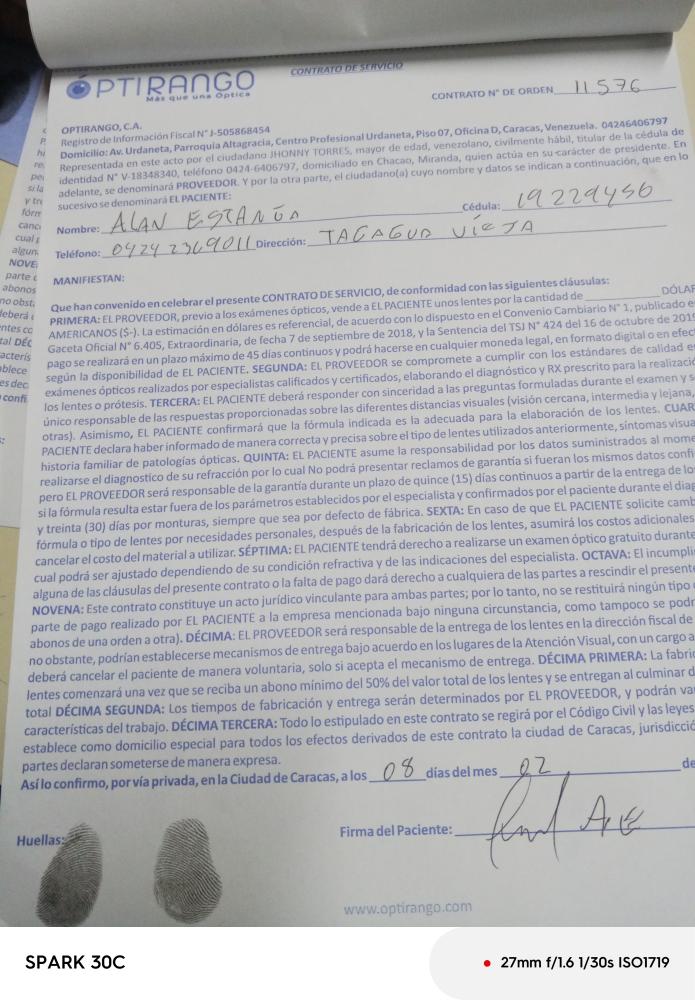 CONTRATO DE SERVICIO
ÓPTIRANGO
Más que una Óptica
CONTRATO N° DE ORDEN 11576
OPTIRANGO, C.A.
Registro de Información Fiscal N° J-505868454
Domicilio: Av. Urdaneta, Parroquia Altagracia, Centro Profesional Urdaneta, Piso 07, Oficina D, Caracas, Venezuela. 04246406797
Representada en este acto por el ciudadano JHONNY TORRES, mayor de edad, venezolano, civilmente hábil, titular de la cédula de
identidad N° V-18348340, teléfono 0424-6406797, domiciliado en Chacao, Miranda, quien actúa en su carácter de presidente. En
adelante, se denominará PROVEEDOR. Y por la otra parte, el ciudadano(a) cuyo nombre y datos se indican a continuación, que en lo
sucesivo se denominará EL PACIENTE:
Nombre: ALAN Cédula: 19229456
Teléfono: 04242369011 Dirección: TACAGUA VIEJA
MANIFIESTAN:
Que han convenido en celebrar el presente CONTRATO DE SERVICIO, de conformidad con las siguientes cláusulas:
PRIMERA: EL PROVEEDOR, previo a los exámenes ópticos, vende a EL PACIENTE unos lentes por la cantidad de DÓLAR
AMERICANOS ($-). La estimación en dólares es referencial, de acuerdo con lo dispuesto en el Convenio Cambiario N° 1, publicado e
Gaceta Oficial N° 6.405, Extraordinaria, de fecha 7 de septiembre de 2018, y la Sentencia del TSJ N° 424 del 16 de octubre de 2019
pago se realizará en un plazo máximo de 45 días continuos y podrá hacerse en cualquier moneda legal, en formato digital o en efect
según la disponibilidad de EL PACIENTE. SEGUNDA: EL PROVEEDOR se compromete a cumplir con los estándares de calidad e
exámenes ópticos realizados por especialistas calificados y certificados, elaborando el diagnóstico y RX prescrito para la realizació
los lentes o prótesis. TERCERA: EL PACIENTE deberá responder con sinceridad a las preguntas formuladas durante el examen y s
único responsable de las respuestas proporcionadas sobre las diferentes distancias visuales (visión cercana, intermedia y lejana,
otras). Asimismo, EL PACIENTE confirmará que la fórmula indicada es la adecuada para la elaboración de los lentes. CUAR
PACIENTE declara haber informado de manera correcta y precisa sobre el tipo de lentes utilizados anteriormente, síntomas visua
historia familiar de patologías ópticas. QUINTA: EL PACIENTE asume la responsabilidad por los datos suministrados al mome
realizarse el diagnostico de su refracción por lo cual No podrá presentar reclamos de garantía si fueran los mismos datos confi
pero EL PROVEEDOR será responsable de la garantía durante un plazo de quince (15) días continuos a partir de la entrega de lo
si la fórmula resulta estar fuera de los parámetros establecidos por el especialista y confirmados por el paciente durante el diag
y treinta (30) días por monturas, siempre que sea por defecto de fábrica. SEXTA: En caso de que EL PACIENTE solicite camb
fórmula o tipo de lentes por necesidades personales, después de la fabricación de los lentes, asumirá los costos adicionales
cancelar el costo del material a utilizar. SÉPTIMA: EL PACIENTE tendrá derecho a realizarse un examen óptico gratuito durante
cual podrá ser ajustado dependiendo de su condición refractiva y de las indicaciones del especialista. OCTAVA: El incumpli
alguna de las cláusulas del presente contrato o la falta de pago dará derecho a cualquiera de las partes a rescindir el present
NOVENA: Este contrato constituye un acto jurídico vinculante para ambas partes; por lo tanto, no se restituirá ningún tipo
parte de pago realizado por EL PACIENTE a la empresa mencionada bajo ninguna circunstancia, como tampoco se podr
abonos de una orden a otra). DÉCIMA: EL PROVEEDOR será responsable de la entrega de los lentes en la dirección fiscal de
no obstante, podrían establecerse mecanismos de entrega bajo acuerdo en los lugares de la Atención Visual, con un cargo a
deberá cancelar el paciente de manera voluntaria, solo si acepta el mecanismo de entrega. DÉCIMA PRIMERA: La fabric
lentes comenzará una vez que se reciba un abono mínimo del 50% del valor total de los lentes y se entregan al culminar d
total DÉCIMA SEGUNDA: Los tiempos de fabricación y entrega serán determinados por EL PROVEEDOR, y podrán va
características del trabajo. DÉCIMA TERCERA: Todo lo estipulado en este contrato se regirá por el Código Civil y las leyes
establece como domicilio especial para todos los efectos derivados de este contrato la ciudad de Caracas, jurisdicció
partes declaran someterse de manera expresa.
Así lo confirmo, por vía privada, en la Ciudad de Caracas, a los 08 días del mes 02 de
Huellas:
Firma del Paciente:
www.optirango.com
SPARK 30C
27mm f/1.6 1/30s ISO1719